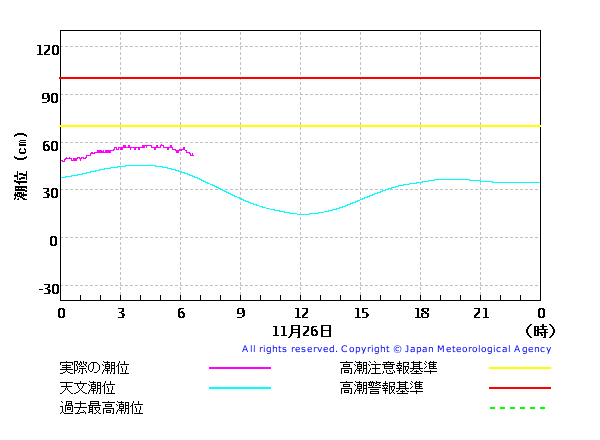 120
90
60
30
0
-30
潮位 (cm)
0 3 6 9 12 15 18 21 0
11月26日 (時)
All rights reserved. Copyright © Japan Meteorological Agency
実際の潮位 高潮注意報基準
天文潮位 高潮警報基準
過去最高潮位